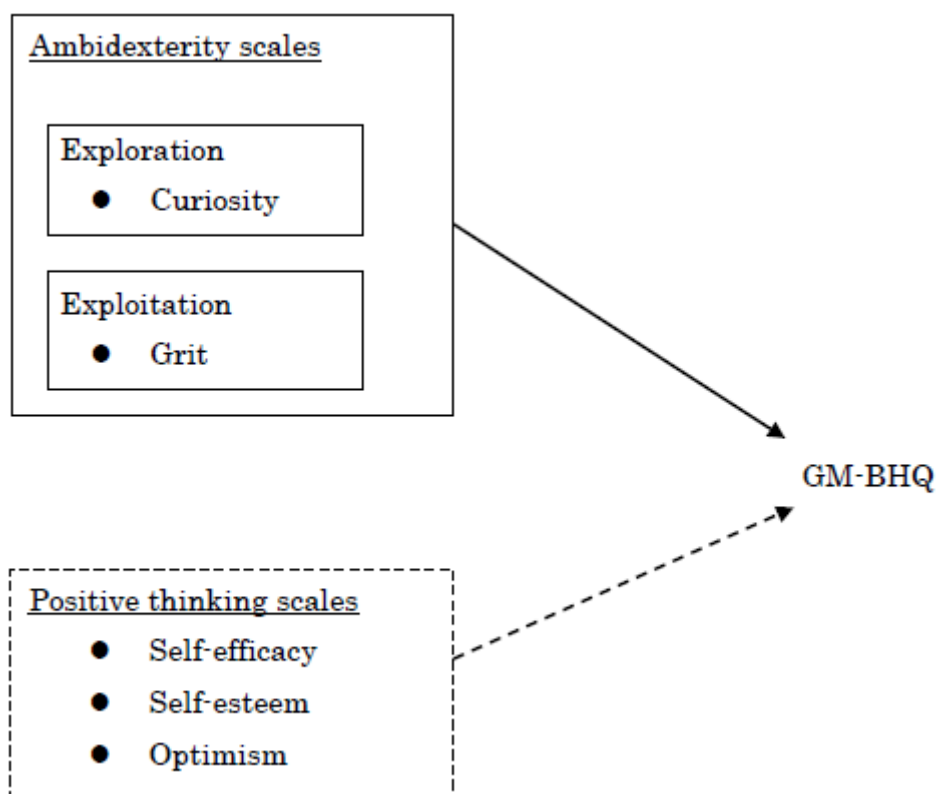 Ambidexterity scales
Exploration
● Curiosity
Exploitation
● Grit
GM-BHQ
Positive thinking scales
● Self-efficacy
● Self-esteem
● Optimism